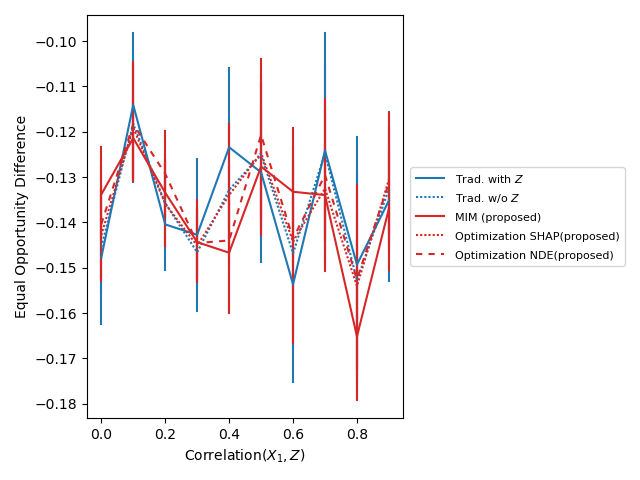 −0.10
−0.11
−0.12
−0.13
−0.14
−0.15
−0.16
−0.17
−0.18
Equal Opportunity Difference
0.0 0.2 0.4 0.6 0.8
Correlation(X₁, Z)
Trad. with Z
Trad. w/o Z
MIM (proposed)
Optimization SHAP(proposed)
Optimization NDE(proposed)